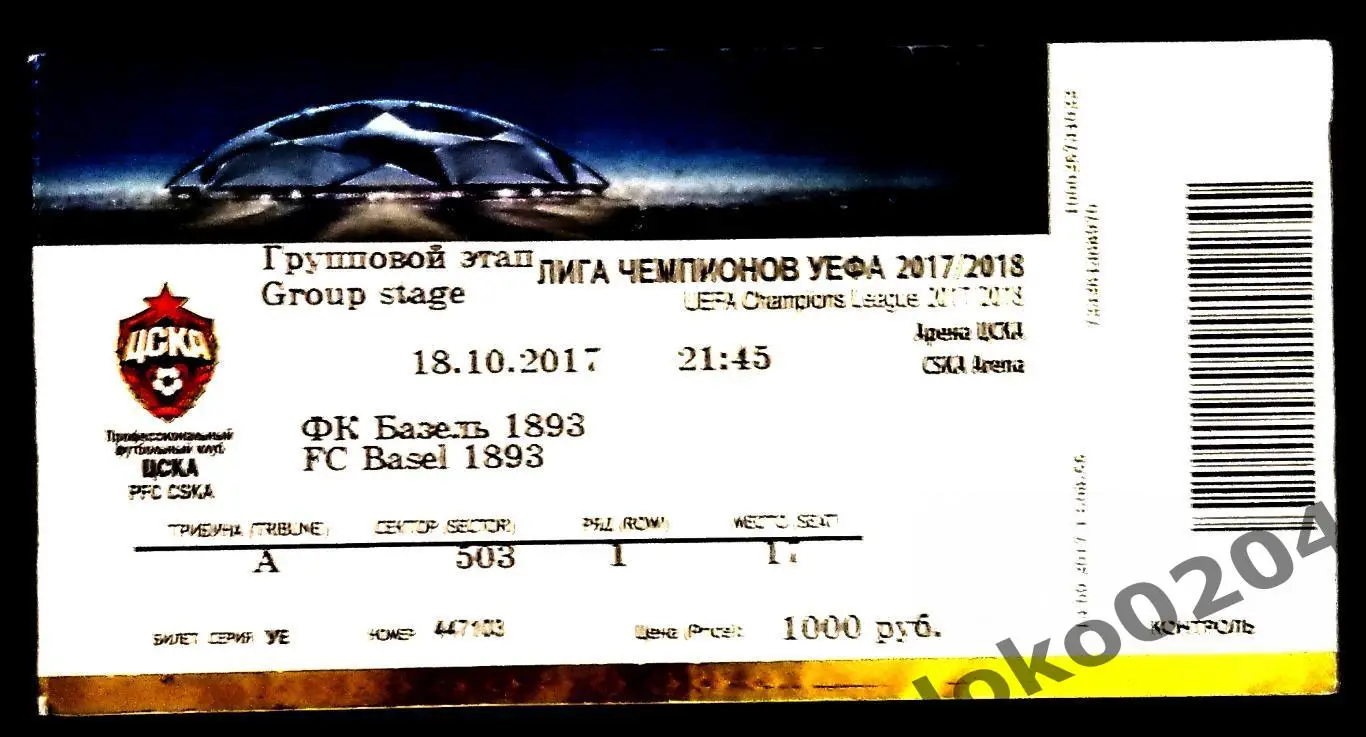 Групповой этап
Group stage
ЛИГА ЧЕМПИОНОВ УЕФА 2017/2018
UEFA Champions League 2017/2018
Арена ЦСКА
CSKA Arena
18.10.2017 21:45
ЦСКА
Профессиональный
футбольный клуб
ЦСКА
PFC CSKA
ФК Базель 1893
FC Basel 1893
ТРИБУНА (TRIBUNE) СЕКТОР (SECTOR) РЯД (ROW) МЕСТО (SEAT)
A 503 1 17
БИЛЕТ СЕРИЯ УЕ НОМЕР 447103 Цена (Price): 1000 руб.
КОНТРОЛЬ
loko0204